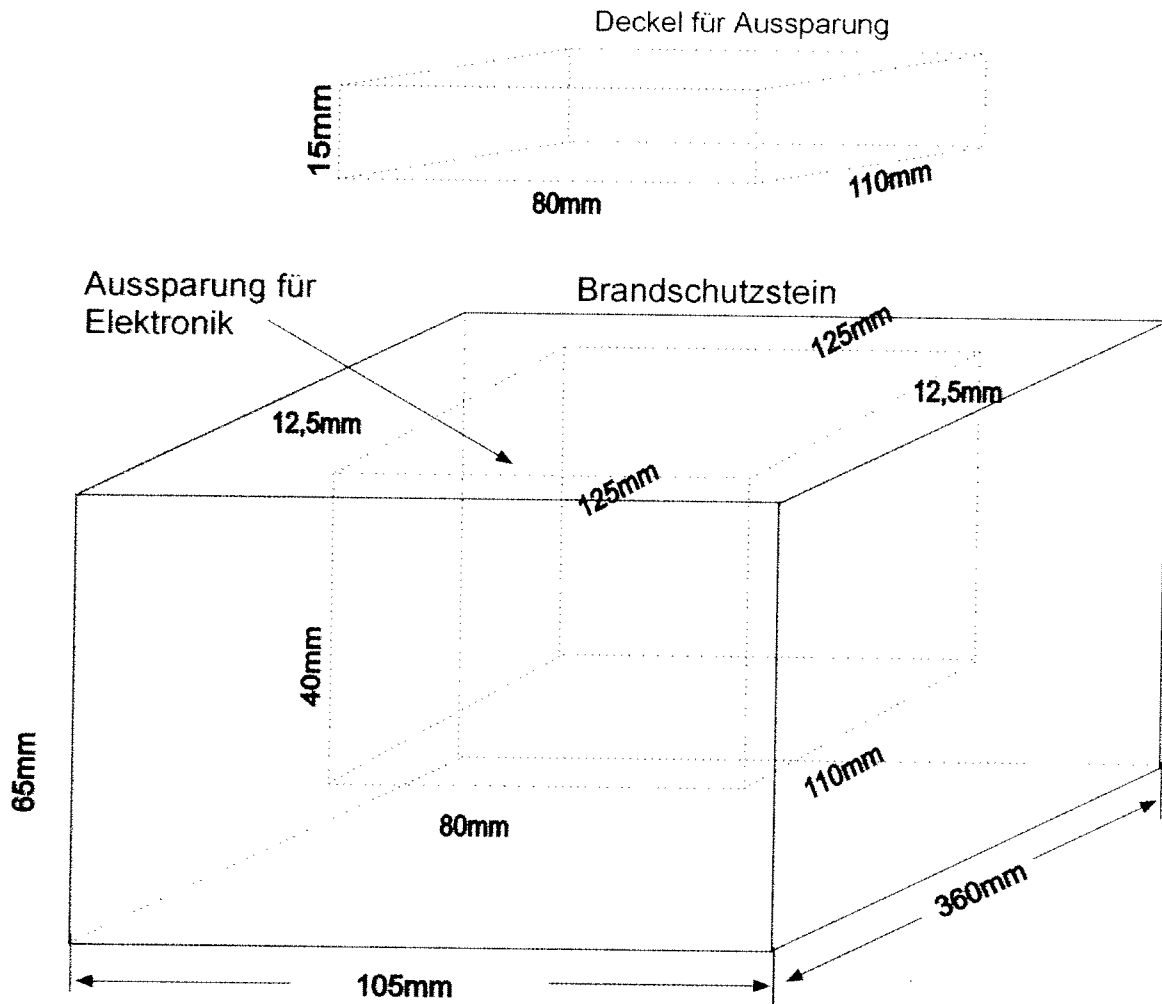 Deckel für Aussparung
15mm
80mm
110mm
Aussparung für
Elektronik
Brandschutzstein
125mm
12,5mm
12,5mm
125mm
40mm
65mm
110mm
80mm
360mm
105mm